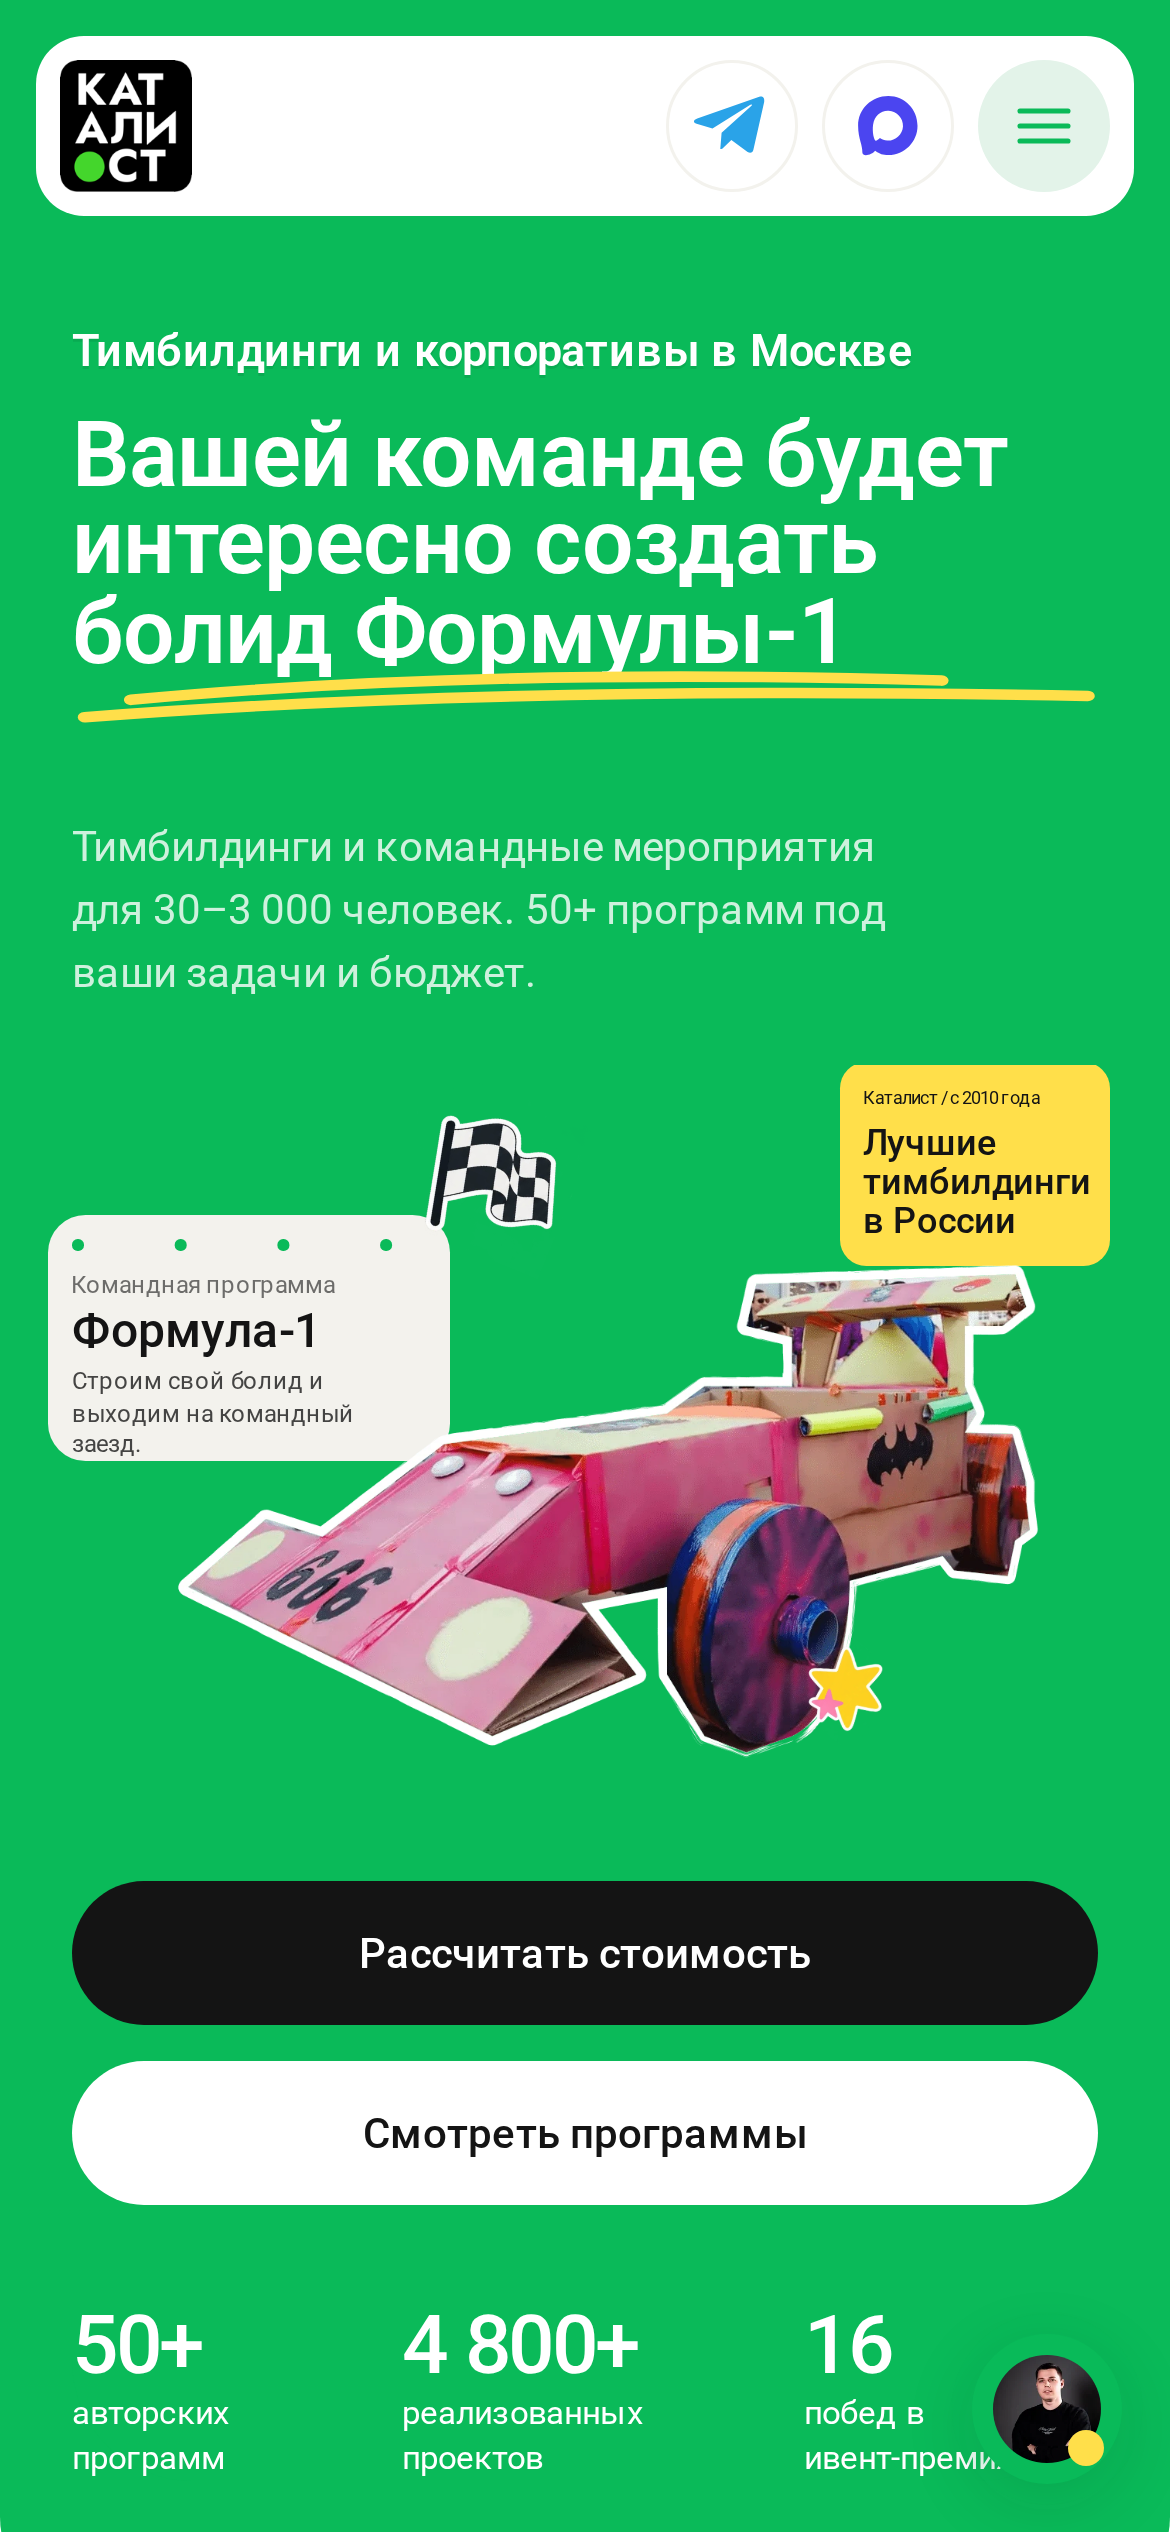 КАТ
АЛИ
СТ
Тимбилдинги и корпоративы в Москве
Вашей команде будет
интересно создать
болид Формулы-1
Тимбилдинги и командные мероприятия
для 30–3 000 человек. 50+ программ под
ваши задачи и бюджет.
Каталист / с 2010 года
Лучшие
тимбилдинги
в России
Командная программа
Формула-1
Строим свой болид и
выходим на командный
заезд.
666
Рассчитать стоимость
Смотреть программы
50+
авторских
программ
4 800+
реализованных
проектов
16
побед в